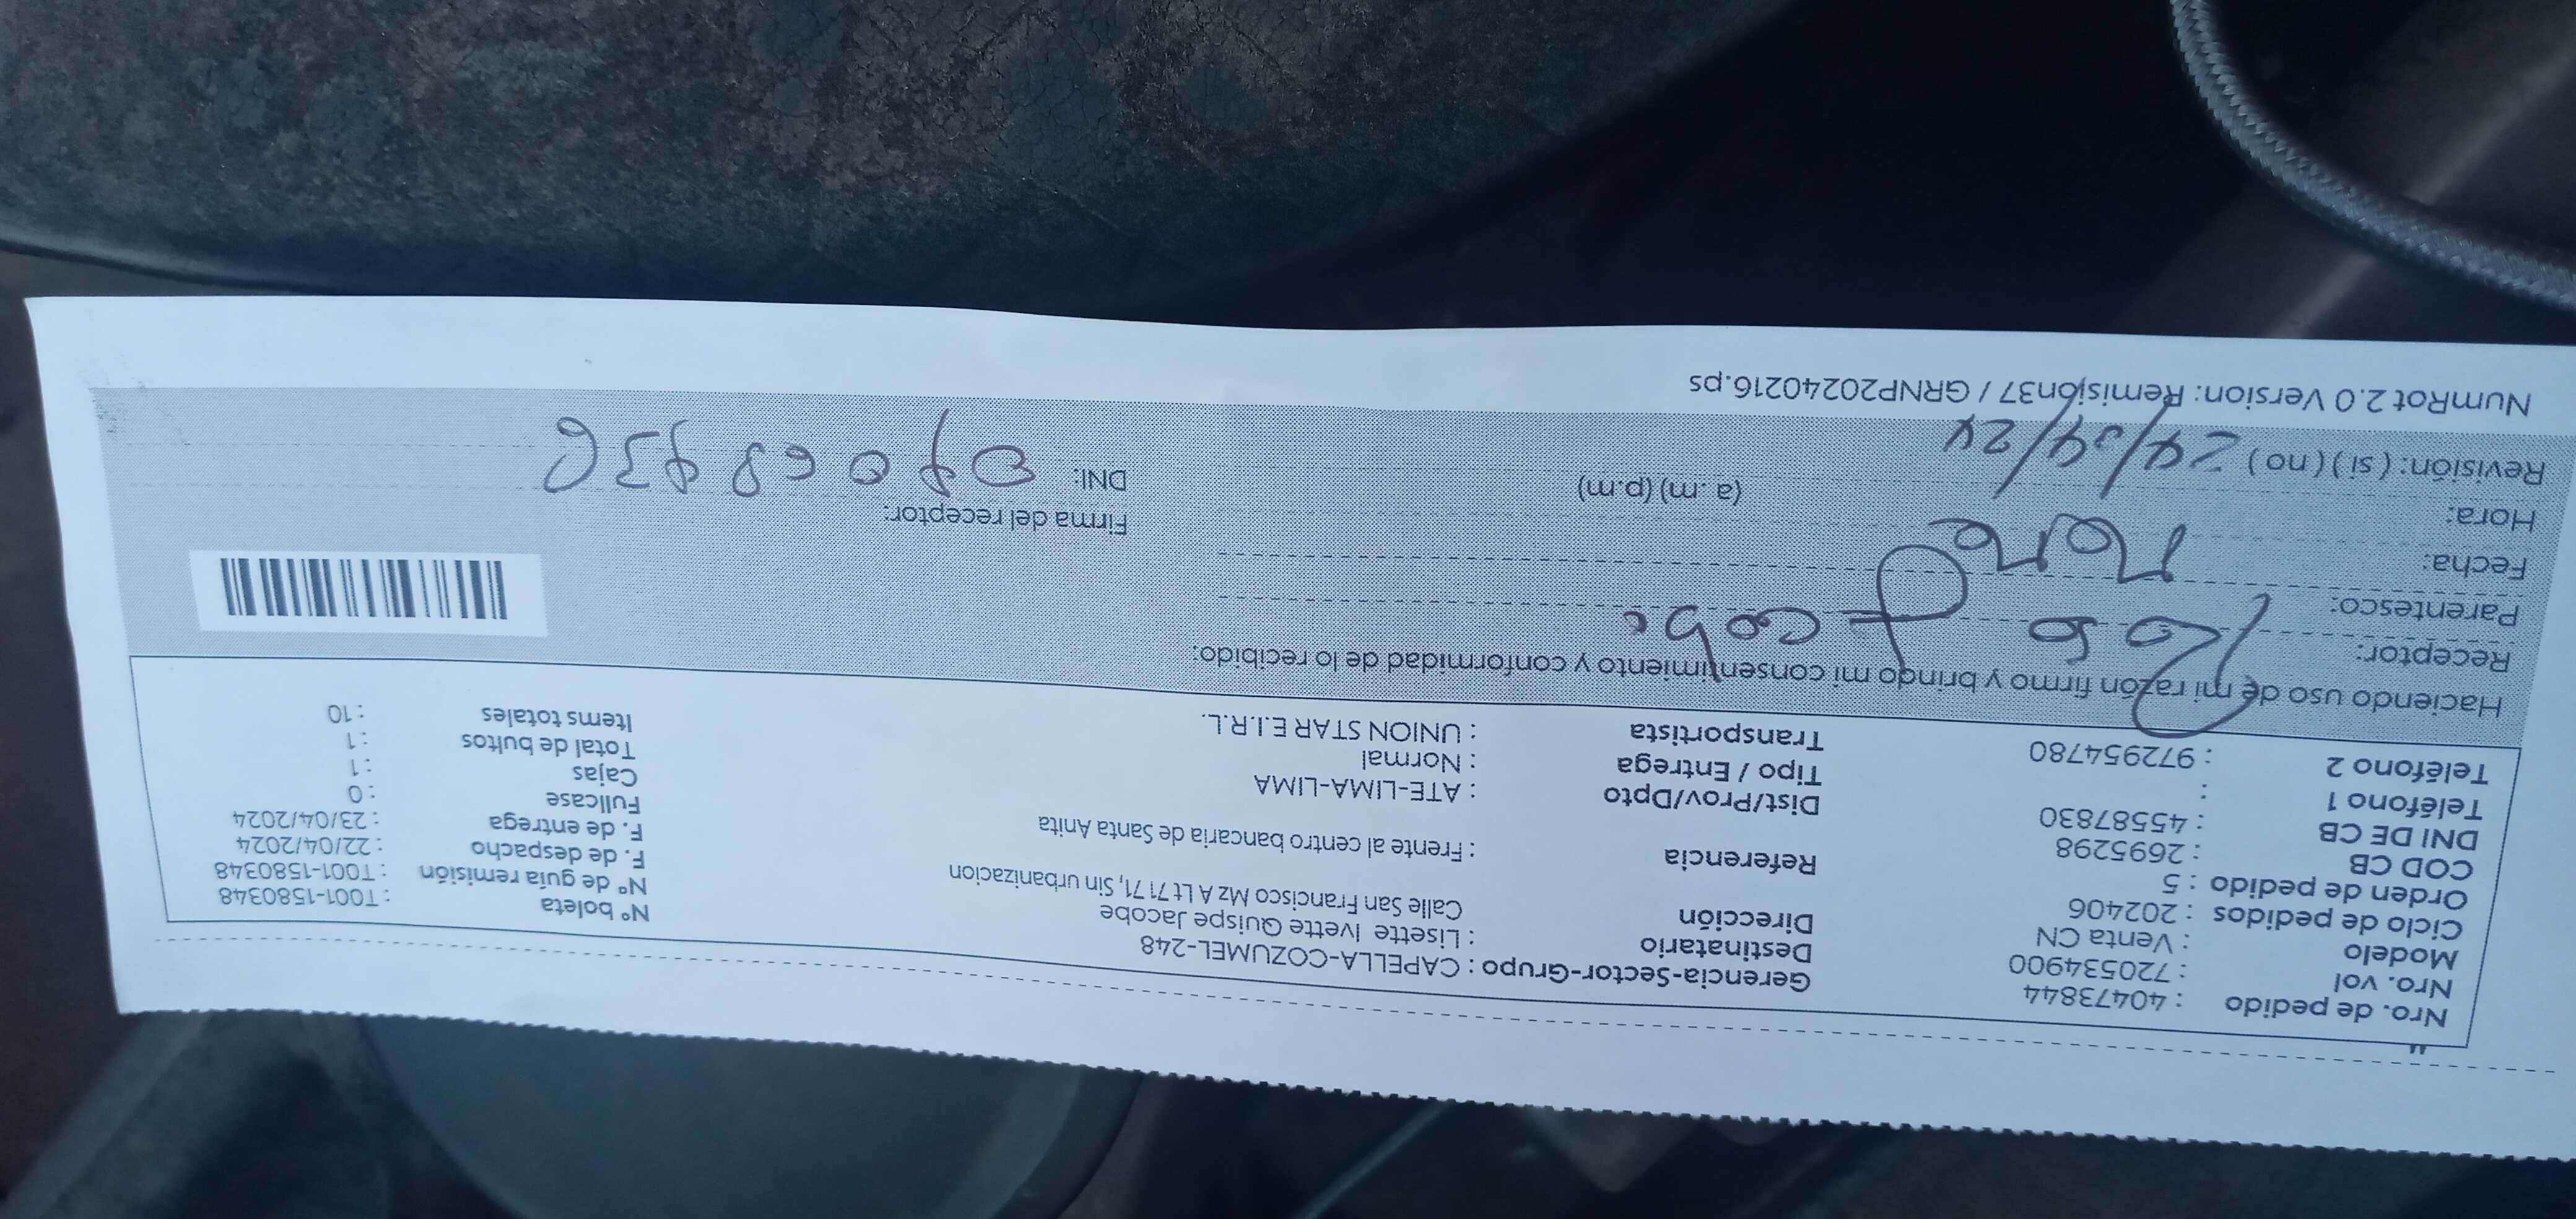 Nro. de pedido : 40473844
Nro. vol : 720534900
Modelo : Venta CN
Ciclo de pedidos : 202406
Orden de pedido : 5
COD CB : 2695298
DNI DE CB : 45587830
Teléfono 1 :
Teléfono 2 : 972954780
Gerencia-Sector-Grupo : CAPELLA-COZUMEL-248
Destinatario : Lisette Ivette Quispe Jacobe
Dirección Calle San Francisco Mz A Lt 7171, Sin urbanizacion
Referencia : Frente al centro bancario de Santa Anita
Dist/Prov/Dpto : ATE-LIMA-LIMA
Tipo / Entrega : Normal
Transportista : UNION STAR E.I.R.L.
N° boleta : T001-1580348
N° de guía remisión : T001-1580348
F. de despacho : 22/04/2024
F. de entrega : 23/04/2024
Fullcase : 0
Cajas : 1
Total de bultos : 1
Items totales : 10
Haciendo uso de mi razón firmo y brindo mi consentimiento y conformidad de lo recibido:
Receptor:
Parentesco:
Fecha:
Hora: (a .m) (p.m)
Revisión: ( si ) ( no ) 24/04/24
Firma del receptor:
DNI:
NumRot 2.0 Version: Remisión37 / GRNP20240216.ps